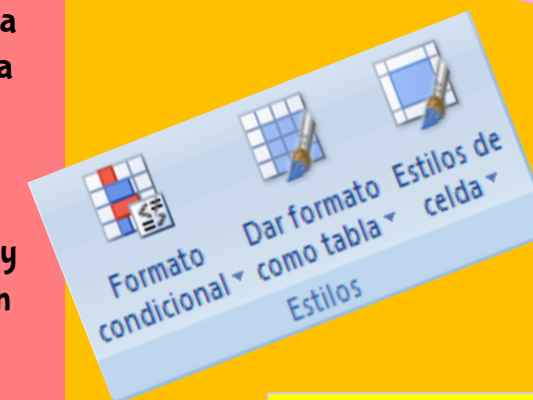 a
a
y
n
Formato
condicional
Dar formato
como tabla
Estilos de
celda
Estilos